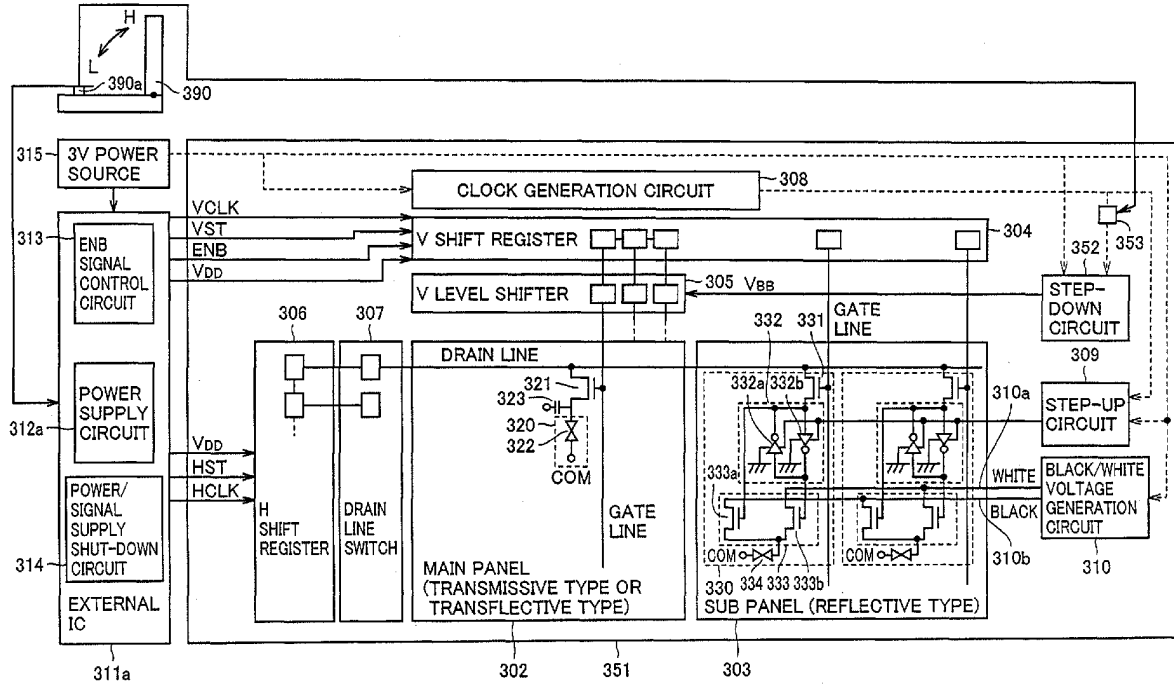 H
L
390a
390
315
3V POWER
SOURCE
CLOCK GENERATION CIRCUIT
308
VCLK
VST
ENB
VDD
313
ENB
SIGNAL
CONTROL
CIRCUIT
V SHIFT REGISTER
304
353
352
305
V LEVEL SHIFTER
VBB
STEP-
DOWN
CIRCUIT
306
307
GATE
LINE
332
331
309
DRAIN LINE
POWER
SUPPLY
CIRCUIT
312a
321
323
320
322
COM
332a
332b
310a
STEP-UP
CIRCUIT
VDD
HST
HCLK
333a
WHITE
BLACK
BLACK/WHITE
VOLTAGE
GENERATION
CIRCUIT
POWER/
SIGNAL
SUPPLY
SHUT-DOWN
CIRCUIT
314
H
SHIFT
REGISTER
DRAIN
LINE
SWITCH
GATE
LINE
COM
COM
330
334
333
333b
310b
310
MAIN PANEL
(TRANSMISSIVE TYPE OR
TRANSFLECTIVE TYPE)
SUB PANEL (REFLECTIVE TYPE)
EXTERNAL
IC
311a
302
351
303